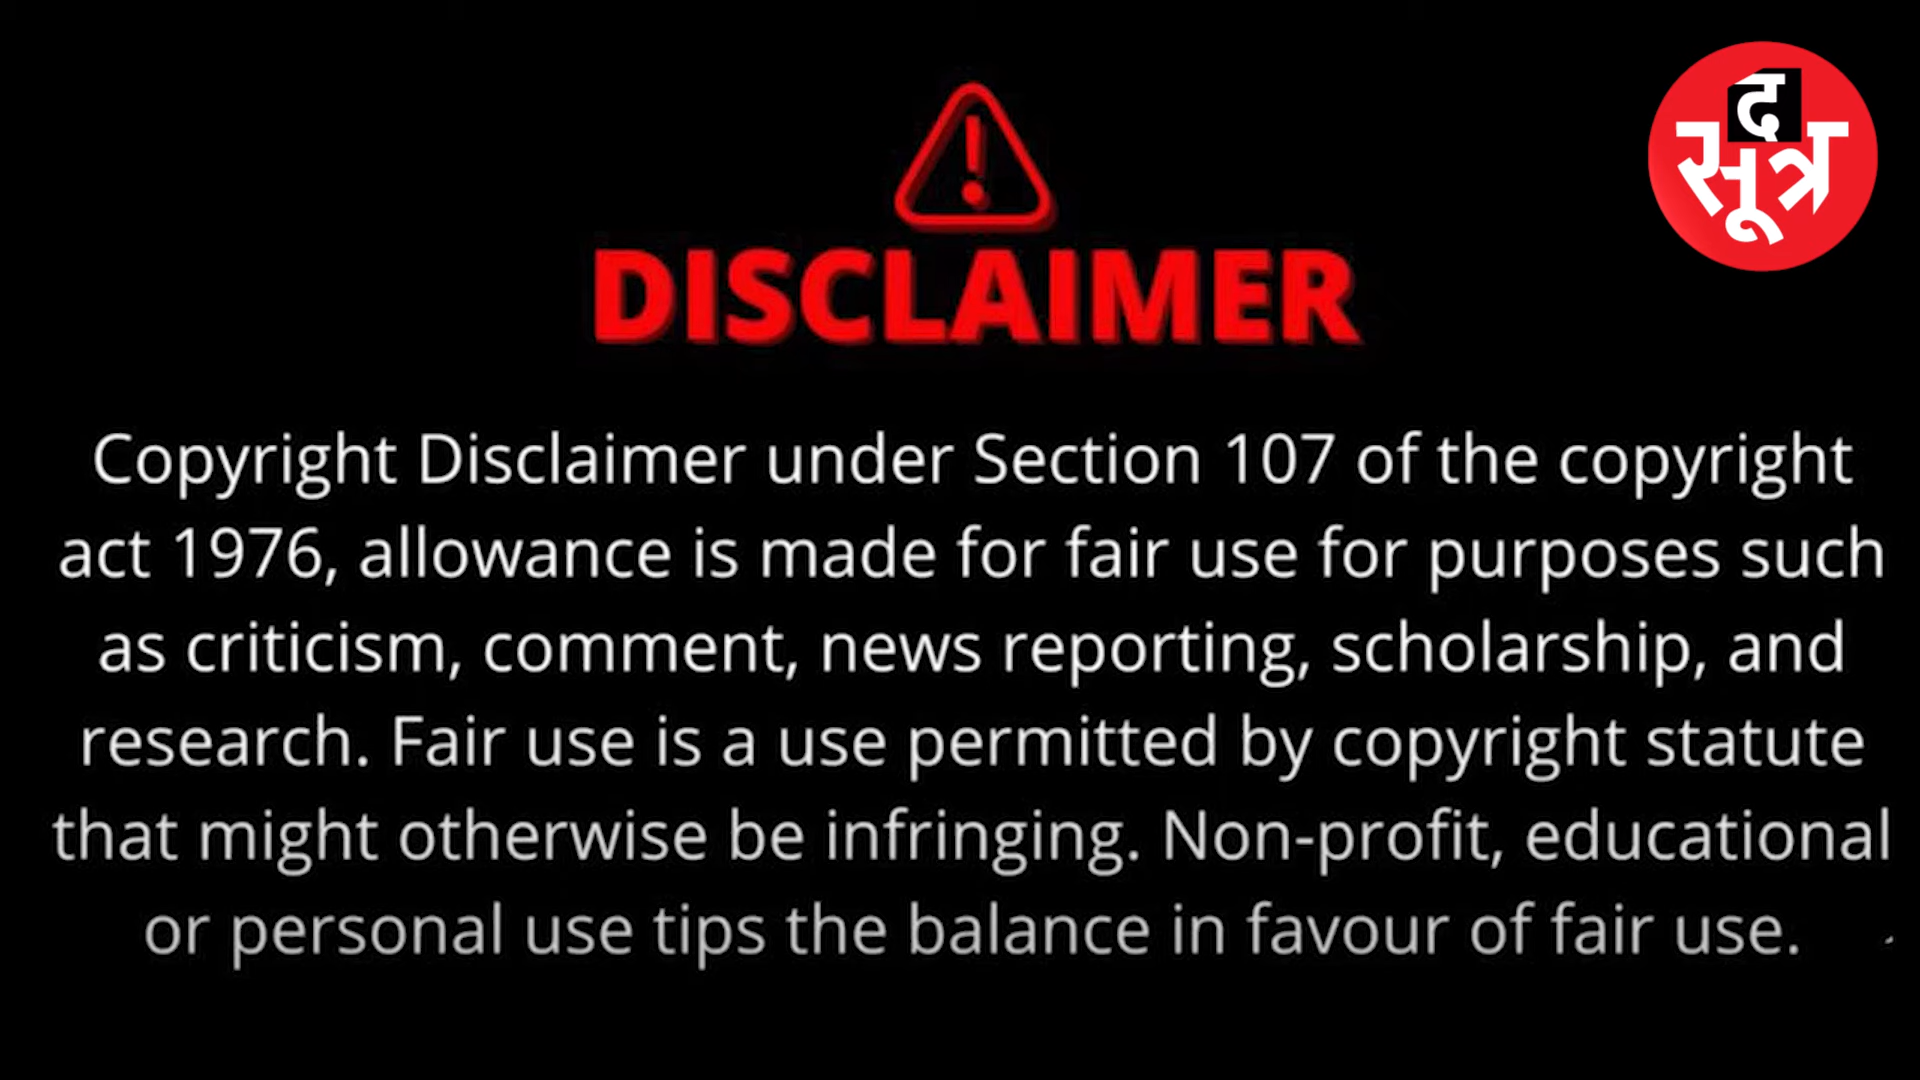 द
सूत्र
!
DISCLAIMER
Copyright Disclaimer under Section 107 of the copyright
act 1976, allowance is made for fair use for purposes such
as criticism, comment, news reporting, scholarship, and
research. Fair use is a use permitted by copyright statute
that might otherwise be infringing. Non-profit, educational
or personal use tips the balance in favour of fair use.